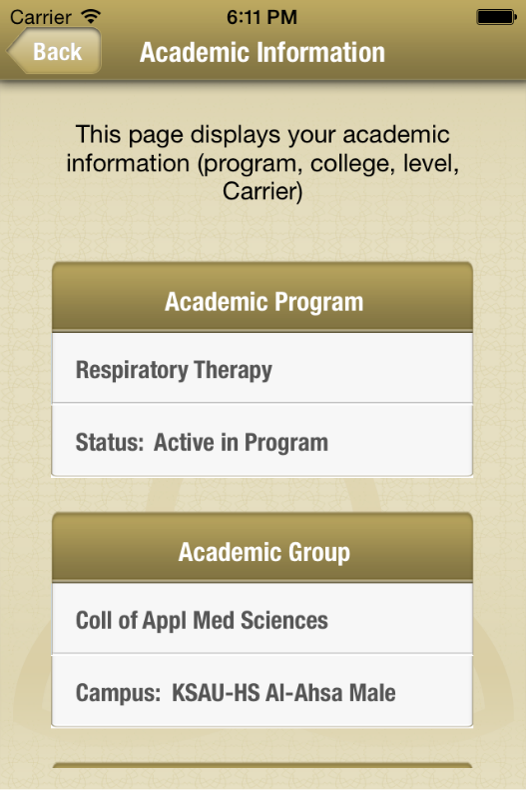 Carrier 6:11 PM
Back Academic Information
This page displays your academic
information (program, college, level,
Carrier)
Academic Program
Respiratory Therapy
Status: Active in Program
Academic Group
Coll of Appl Med Sciences
Campus: KSAU-HS Al-Ahsa Male